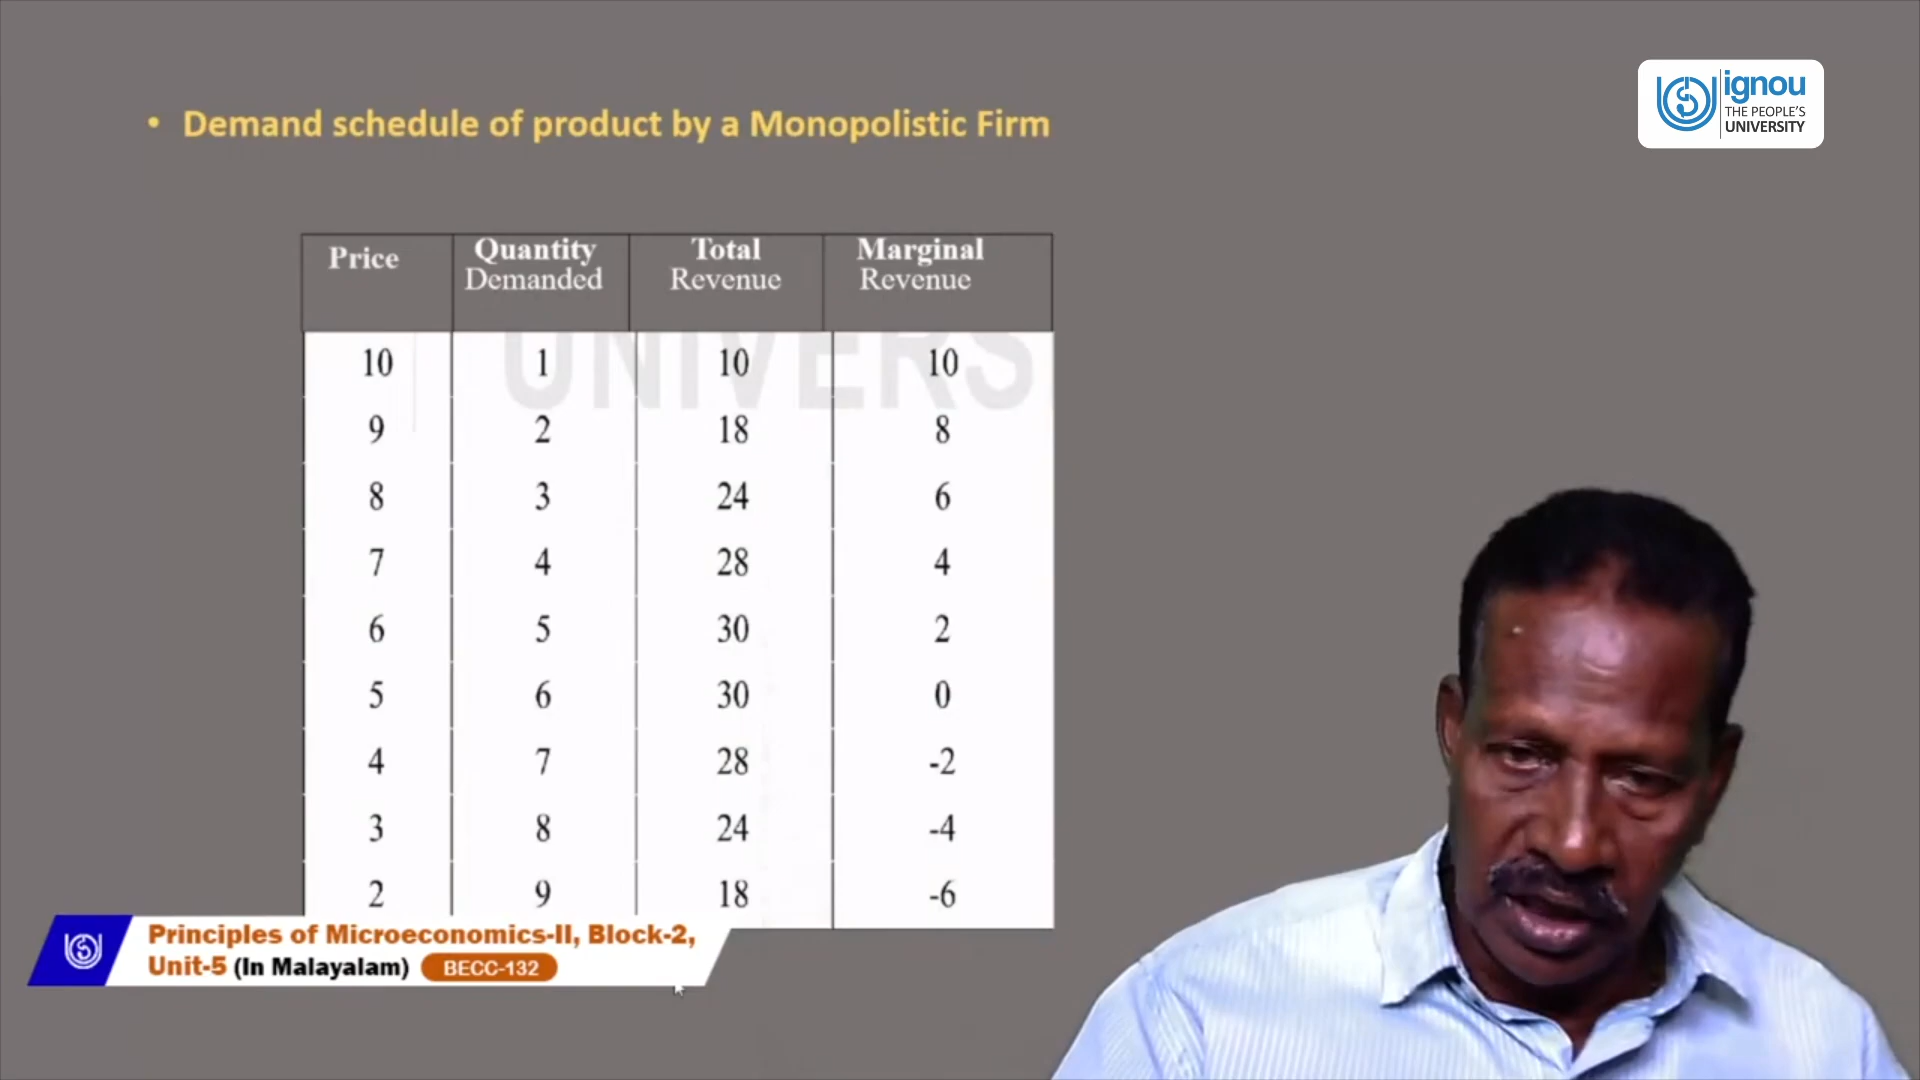 ignou
THE PEOPLE'S
UNIVERSITY
• Demand schedule of product by a Monopolistic Firm
Price Quantity Demanded Total Revenue Marginal Revenue
UNIVERS
10 1 10 10
9 2 18 8
8 3 24 6
7 4 28 4
6 5 30 2
5 6 30 0
4 7 28 -2
3 8 24 -4
2 9 18 -6
Principles of Microeconomics-II, Block-2,
Unit-5 (In Malayalam) BECC-132